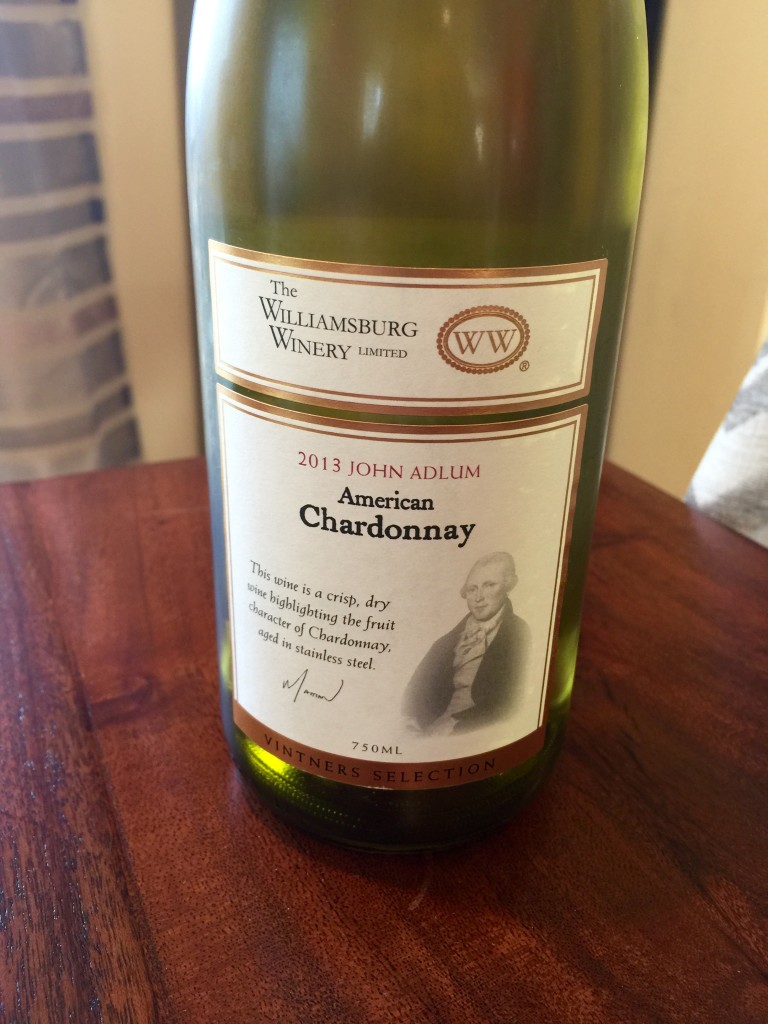 The
WILLIAMSBURG
WINERY LIMITED
WW
®
2013 JOHN ADLUM
American
Chardonnay
This wine is a crisp, dry
wine highlighting the fruit
character of Chardonnay,
aged in stainless steel.
750ML
VINTNERS SELECTION